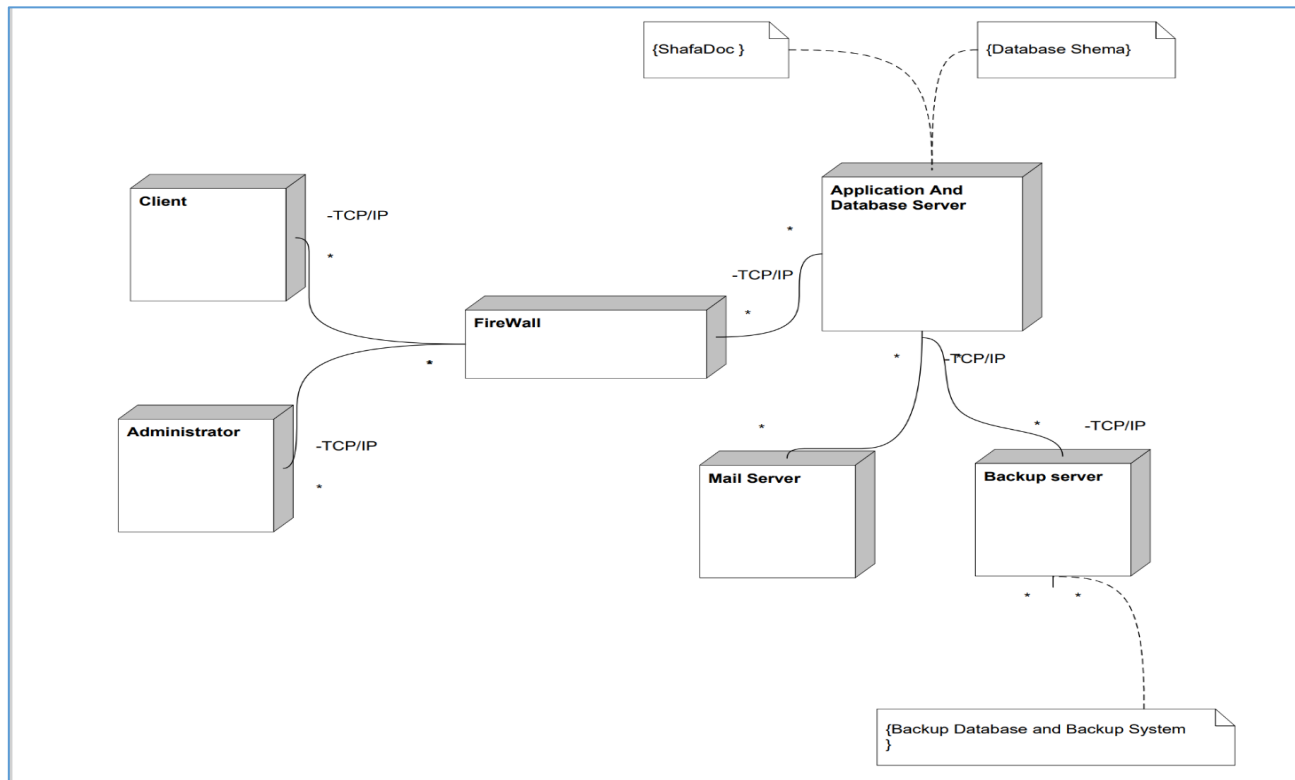 {ShafaDoc }
{Database Shema}
Client
-TCP/IP
*
Application And
Database Server
*
-TCP/IP
*
FireWall
*
Administrator
-TCP/IP
*
*
*
-TCP/IP
*
*
-TCP/IP
Mail Server
Backup server
*
*
{Backup Database and Backup System
}